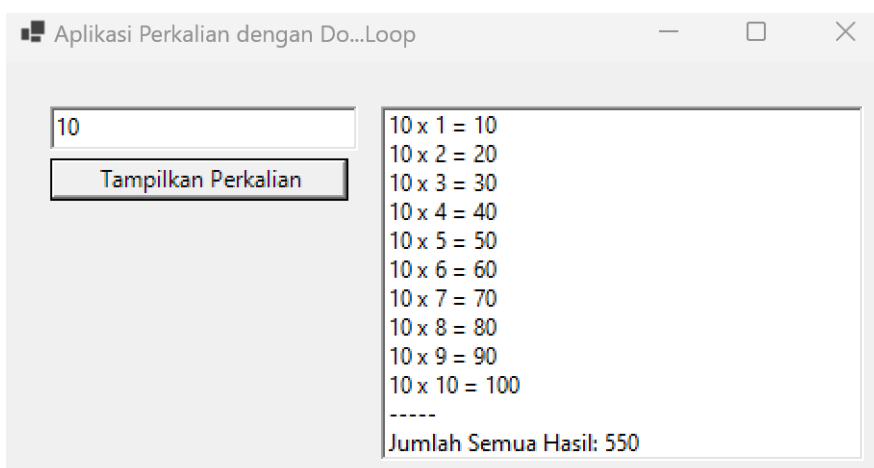 Aplikasi Perkalian dengan Do...Loop
10
Tampilkan Perkalian
10 x 1 = 10
10 x 2 = 20
10 x 3 = 30
10 x 4 = 40
10 x 5 = 50
10 x 6 = 60
10 x 7 = 70
10 x 8 = 80
10 x 9 = 90
10 x 10 = 100
-----
Jumlah Semua Hasil: 550